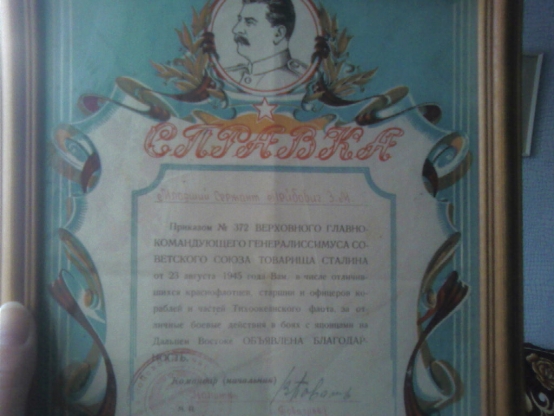 СПРАВКА
Приказом № 372 ВЕРХОВНОГО ГЛАВНО-
КОМАНДУЮЩЕГО ГЕНЕРАЛИССИМУСА СО-
ВЕТСКОГО СОЮЗА ТОВАРИЩА СТАЛИНА
от 23 августа 1945 года Вам, в числе отличив-
шихся краснофлотцев, старшин и офицеров ко-
раблей и частей Тихоокеанского флота, за от-
личные боевые действия в боях с японцами на
Дальнем Востоке ОБЪЯВЛЕНА БЛАГОДАР-
НОСТЬ.
Командир (начальник)
М. П.